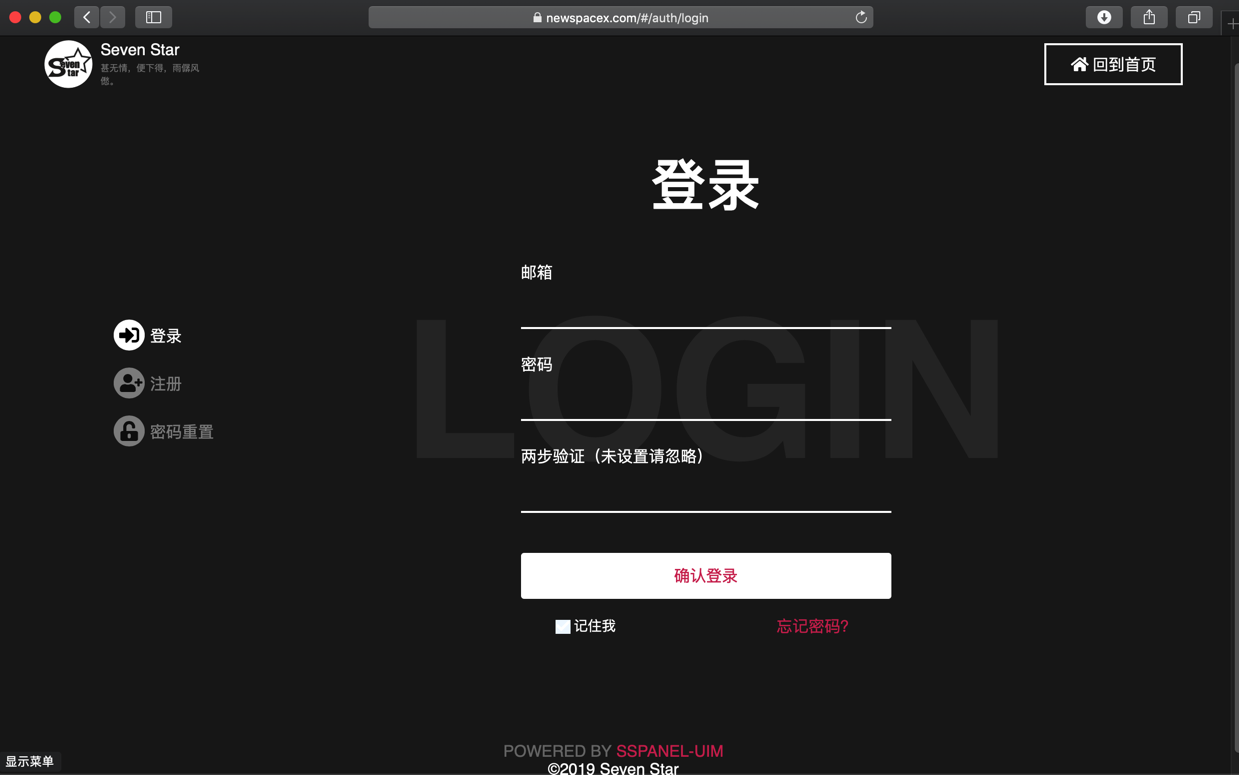 newspacex.com/#/auth/login
Seven Star
甚无情，便下得，雨僝风
僽。
Seven
Star
回到首页
登录
邮箱
LOGIN
登录
密码
注册
密码重置
两步验证（未设置请忽略）
确认登录
记住我
忘记密码?
POWERED BY SSPANEL-UIM
©2019 Seven Star
显示菜单